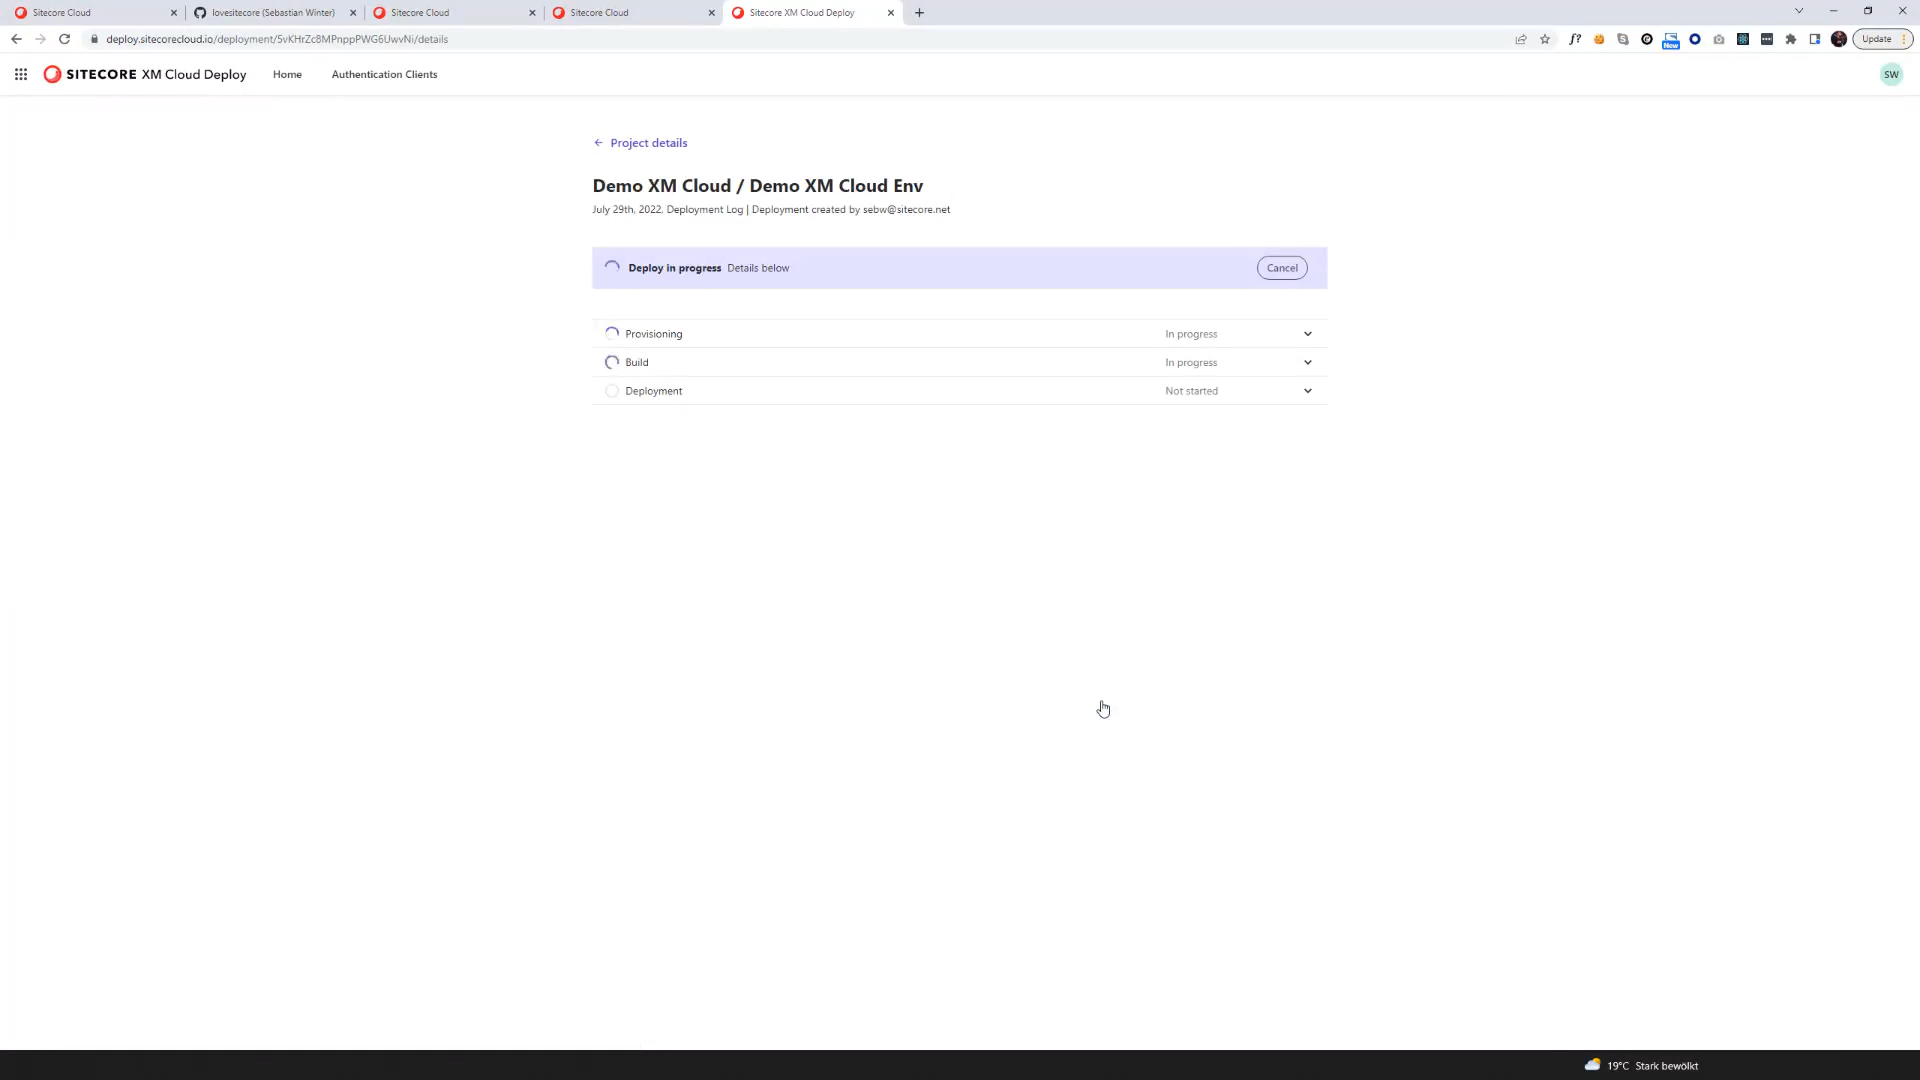 Sitecore Cloud
lovesitecore (Sebastian Winter)
Sitecore Cloud
Sitecore Cloud
Sitecore XM Cloud Deploy
deploy.sitecorecloud.io/deployment/5vKHrZc8MPnppPWG6UwvNi/details
f?
New
Update
SITECORE XM Cloud Deploy
Home
Authentication Clients
SW
Project details
Demo XM Cloud / Demo XM Cloud Env
July 29th, 2022, Deployment Log | Deployment created by sebw@sitecore.net
Deploy in progress Details below
Cancel
Provisioning In progress
Build In progress
Deployment Not started
19°C Stark bewölkt